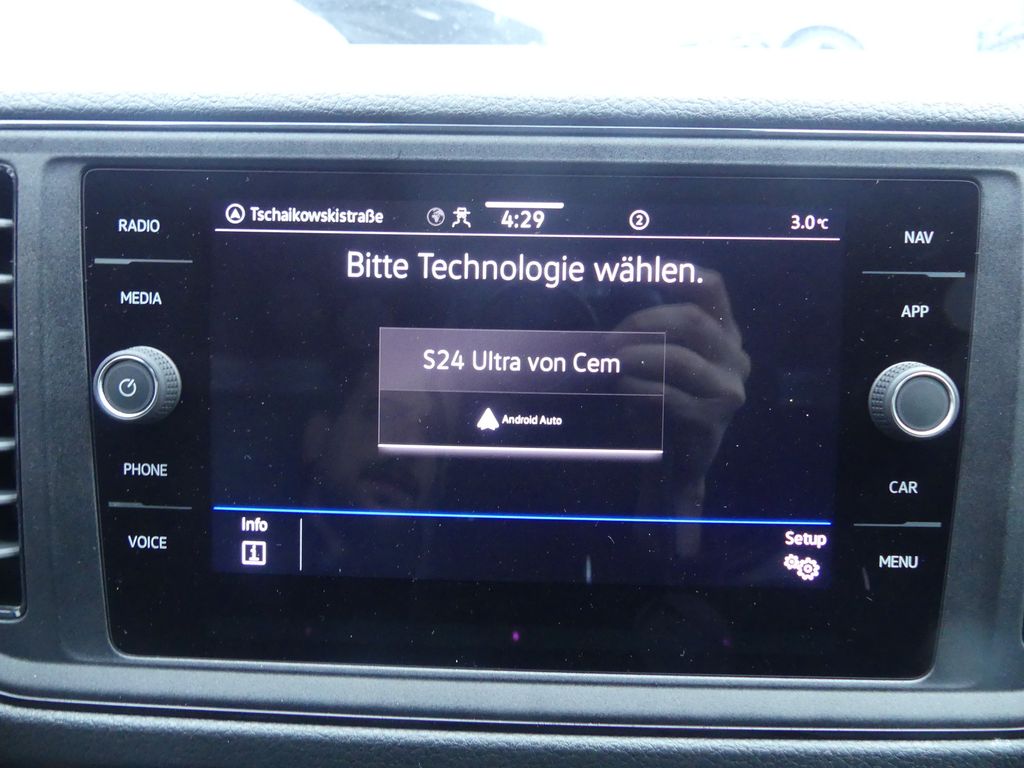 RADIO
MEDIA
PHONE
VOICE
Tschaikowskistraße 4:29 2 3.0°C
Bitte Technologie wählen.
S24 Ultra von Cem
Android Auto
Info
Setup
NAV
APP
CAR
MENU